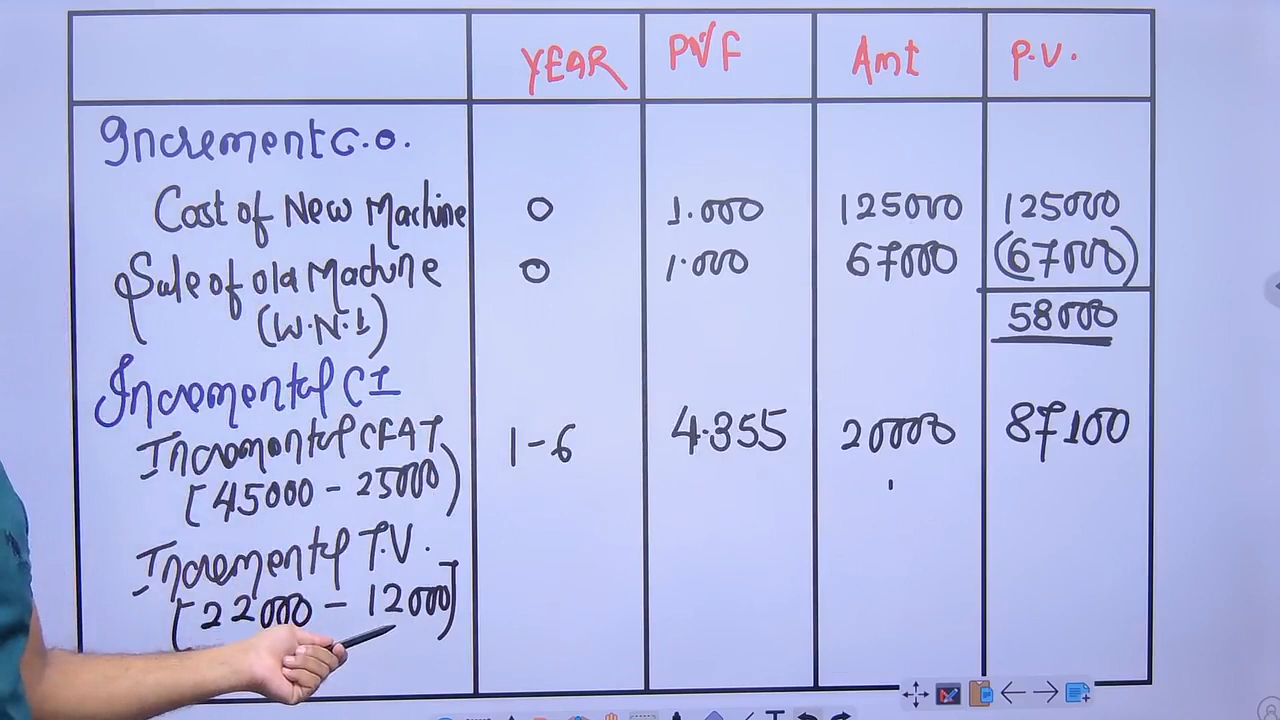 YEAR PVF Amt P.V.
Increment C.O.
Cost of New Machine 0 1.000 125000 125000
Sale of old Machine 0 1.000 67000 (67000)
(W.N.1) 58000
Incremental CI
Incremental CFAT 1-6 4.355 20000 87100
[45000 - 25000)
Incremental T.V.
[22000 - 12000]